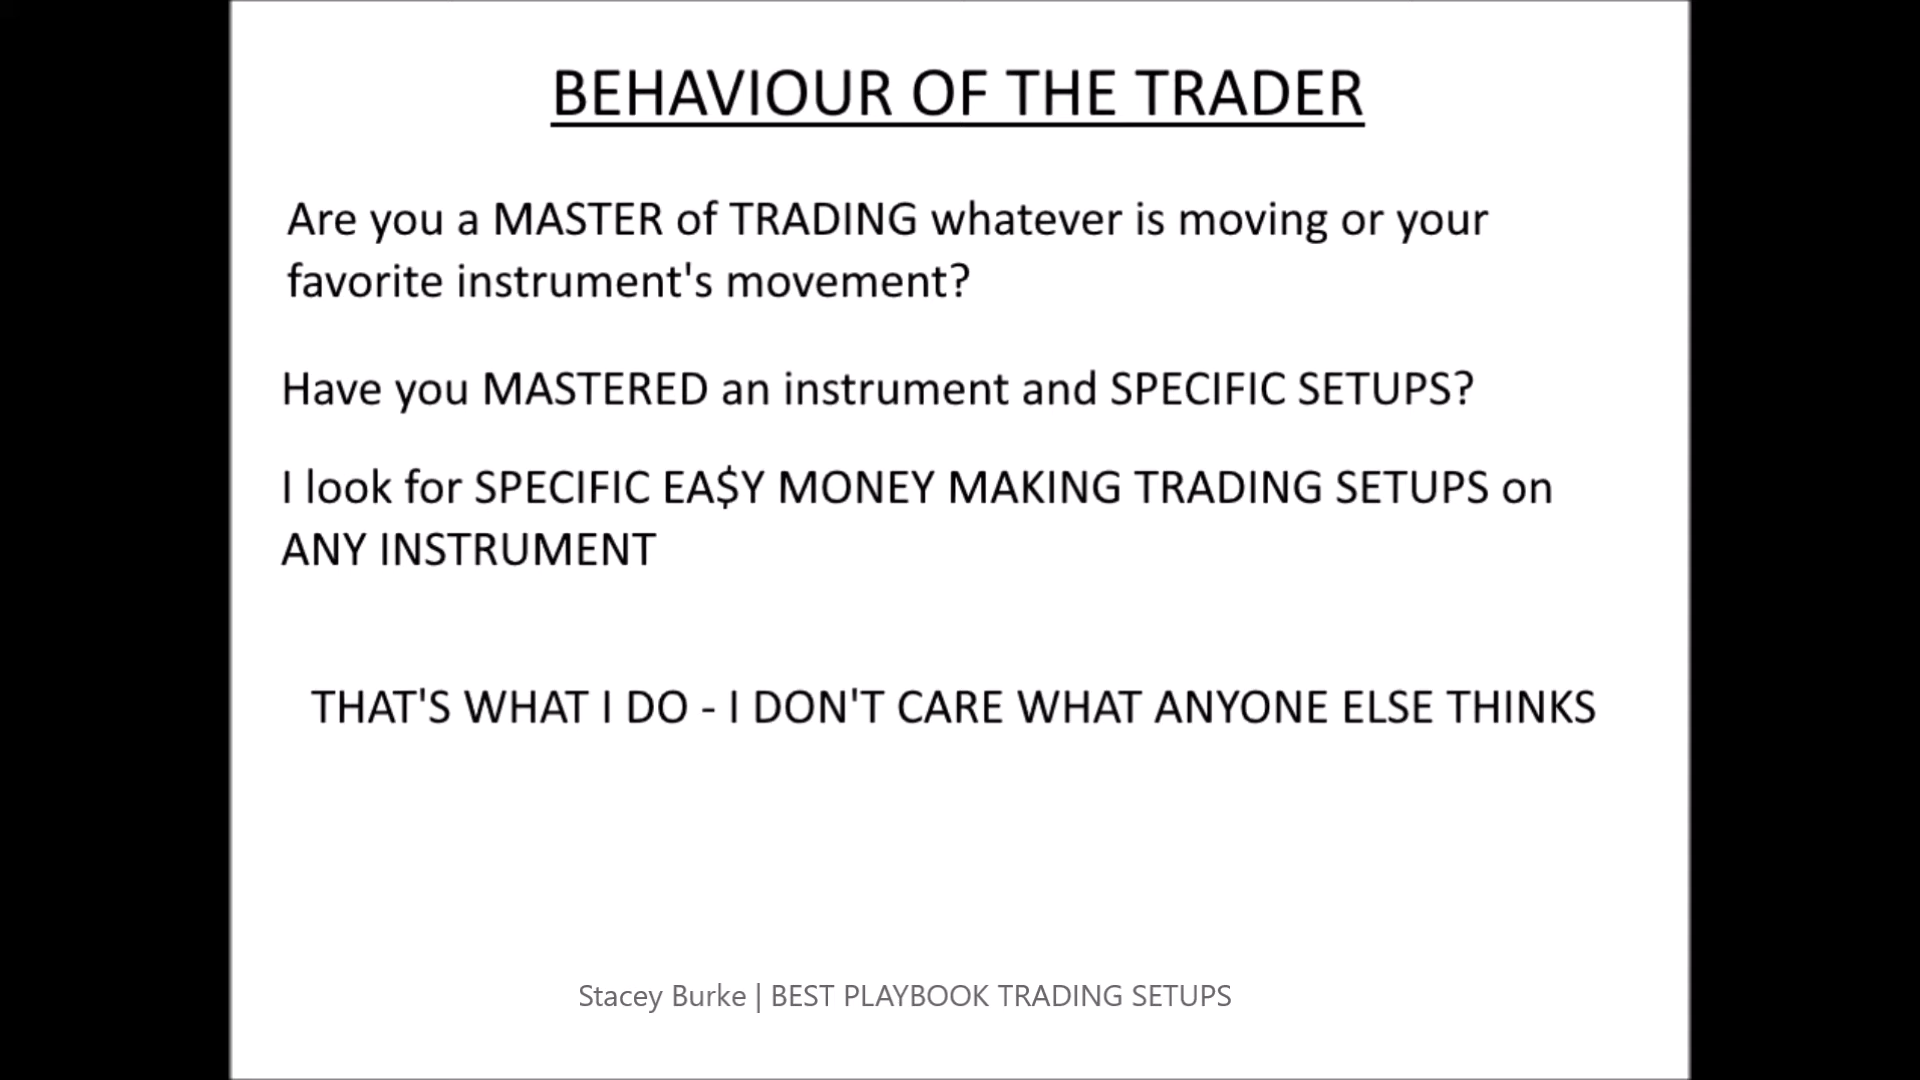 BEHAVIOUR OF THE TRADER
Are you a MASTER of TRADING whatever is moving or your
favorite instrument's movement?
Have you MASTERED an instrument and SPECIFIC SETUPS?
I look for SPECIFIC EA$Y MONEY MAKING TRADING SETUPS on
ANY INSTRUMENT
THAT'S WHAT I DO - I DON'T CARE WHAT ANYONE ELSE THINKS
Stacey Burke | BEST PLAYBOOK TRADING SETUPS